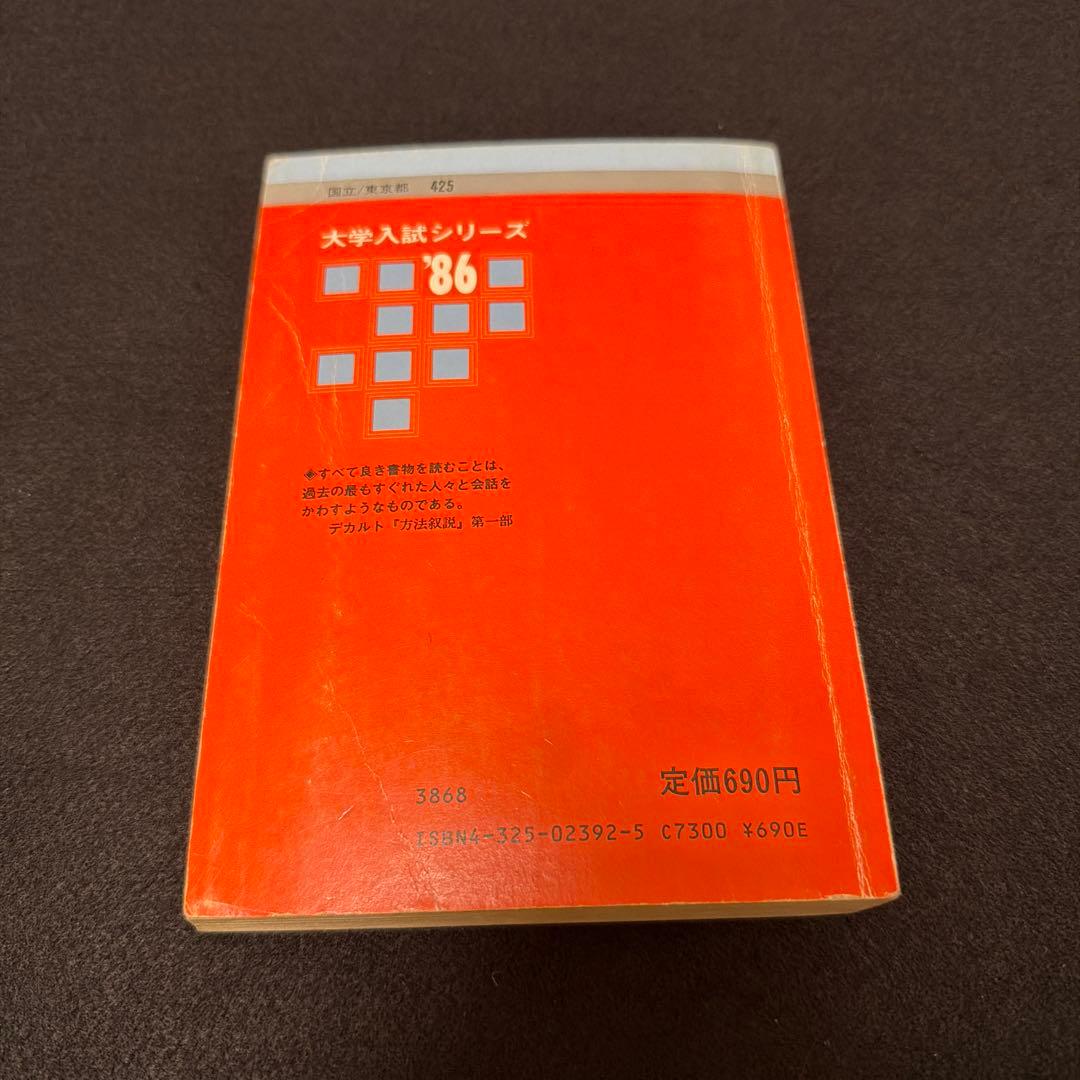 国立/東京都 425
大学入試シリーズ
'86
◈すべて良き書物を読むことは、
過去の最もすぐれた人々と会話を
かわすようなものである。
デカルト『方法叙説』第一部
定価690円
3868
ISBN4-325-02392-5 C7300 ¥690E